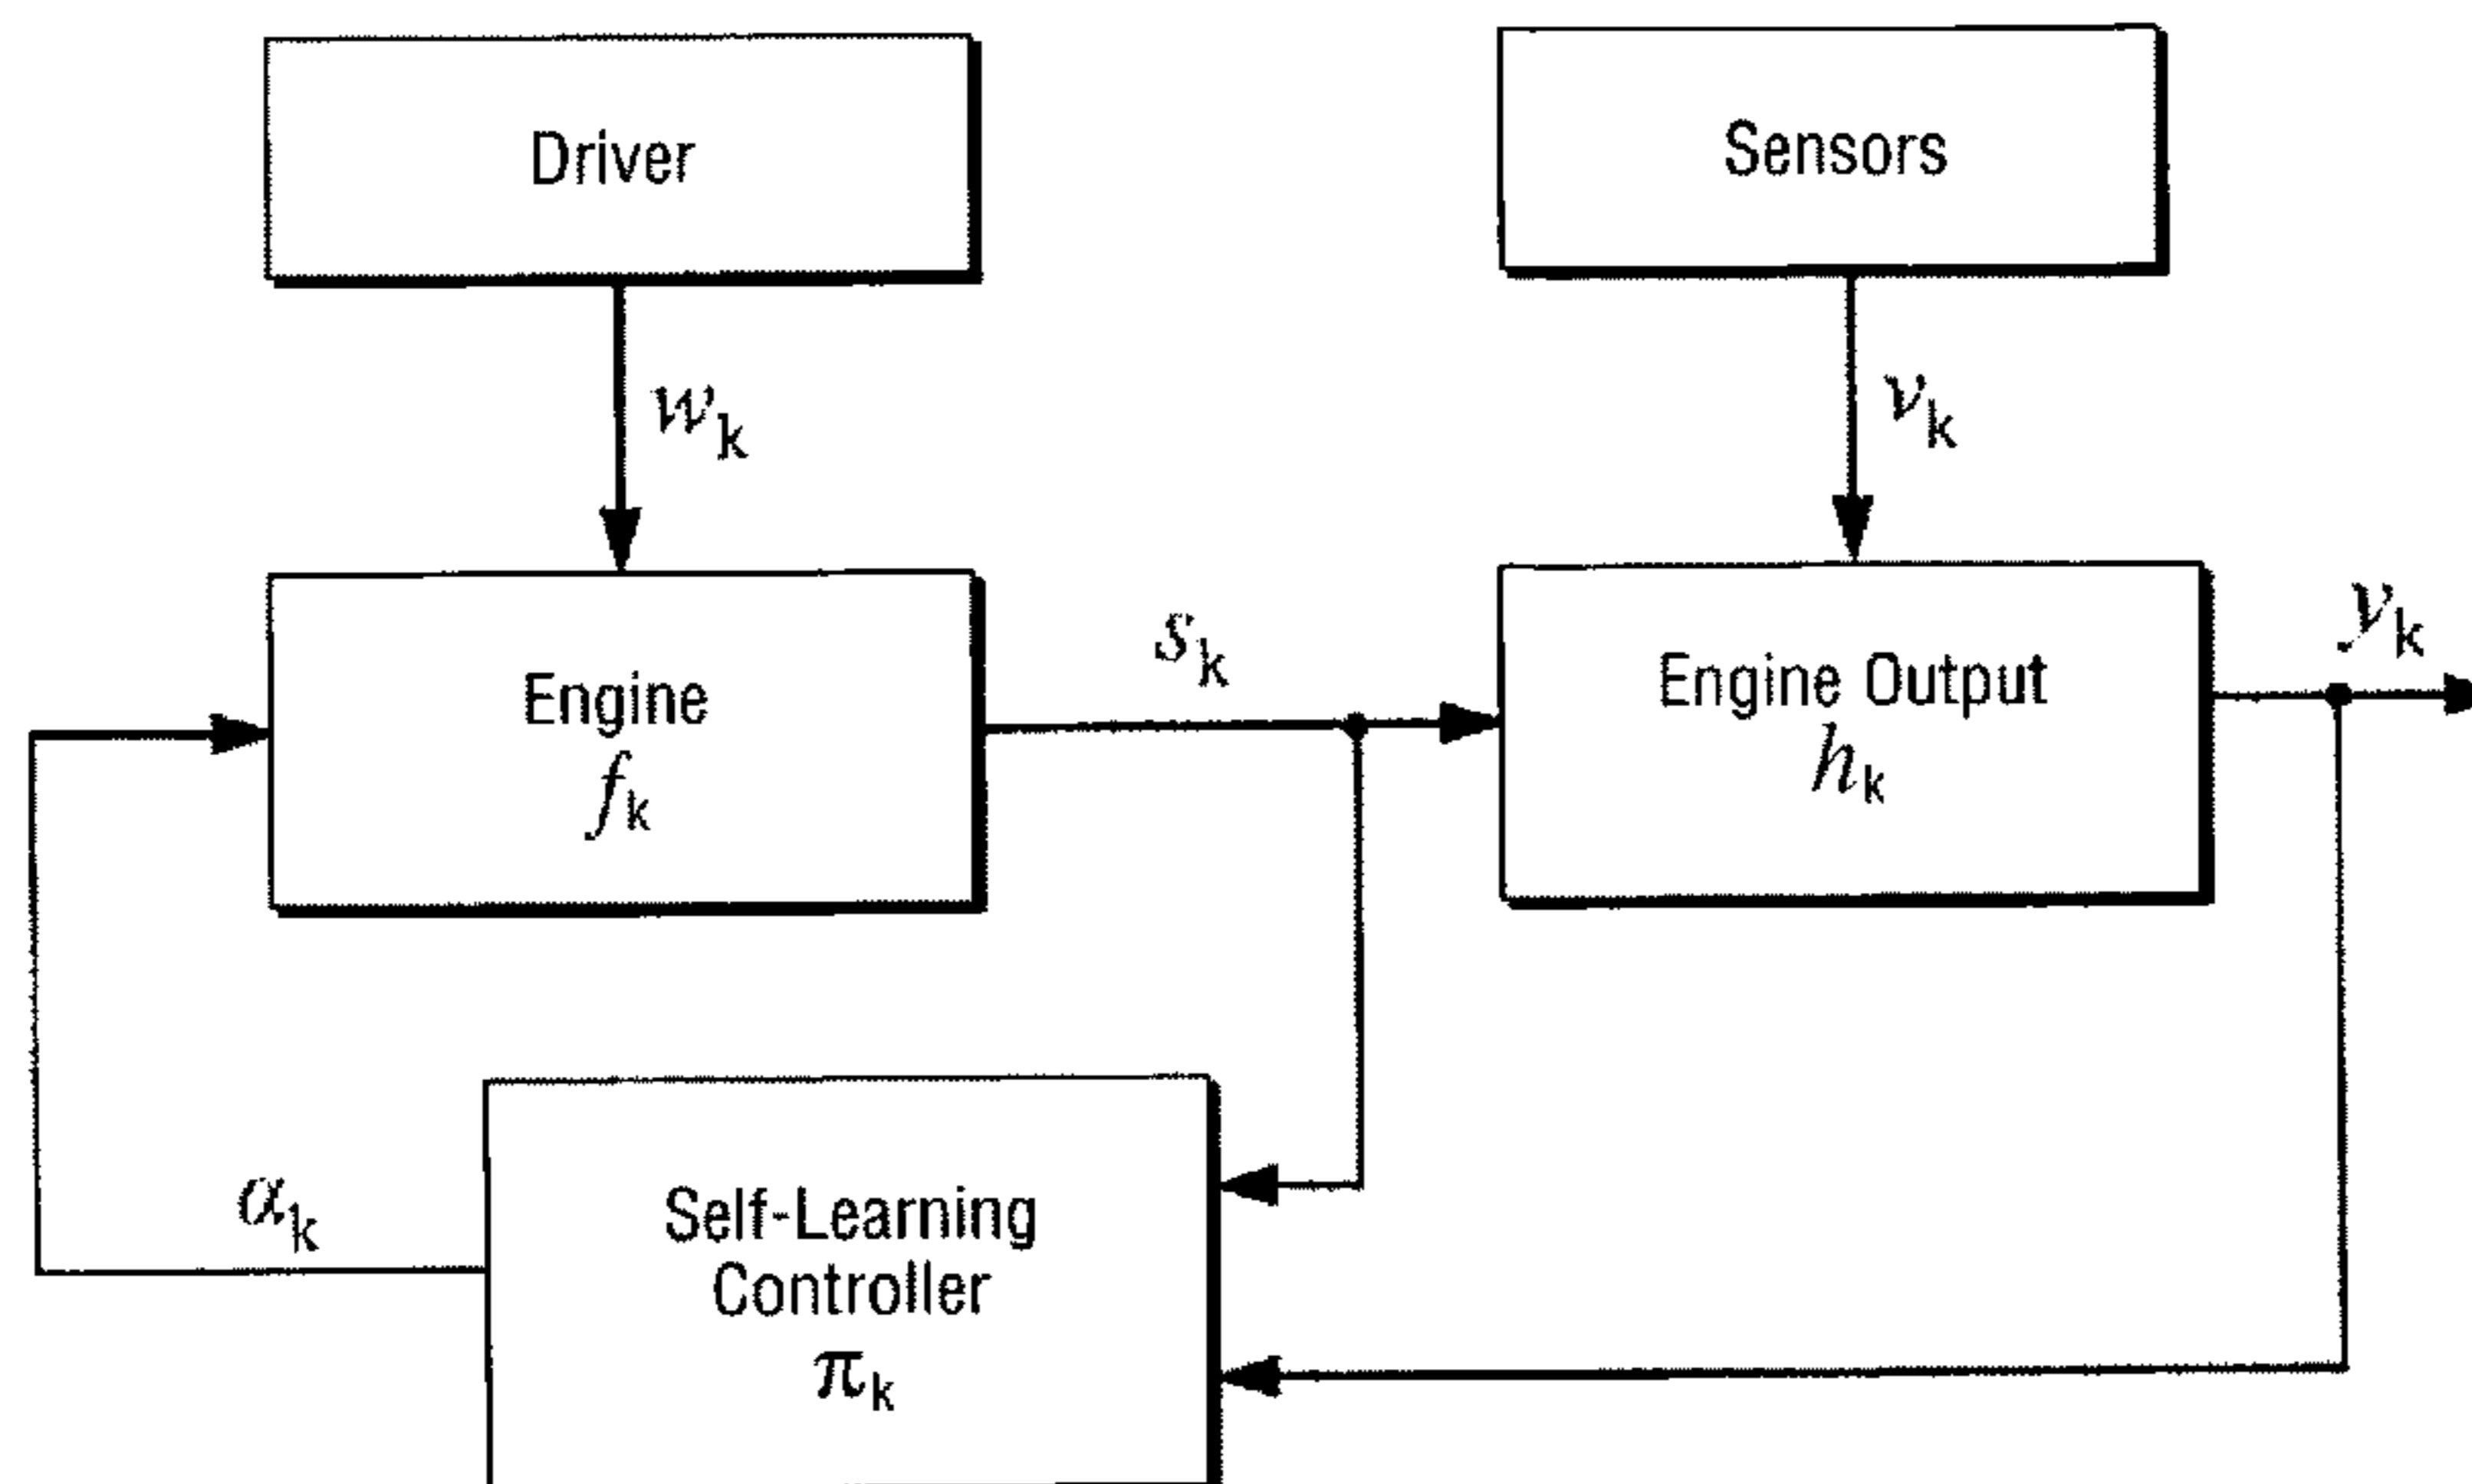 Driver
Sensors
w_k
v_k
Engine
f_k
s_k
Engine Output
h_k
y_k
α_k
Self-Learning
Controller
π_k